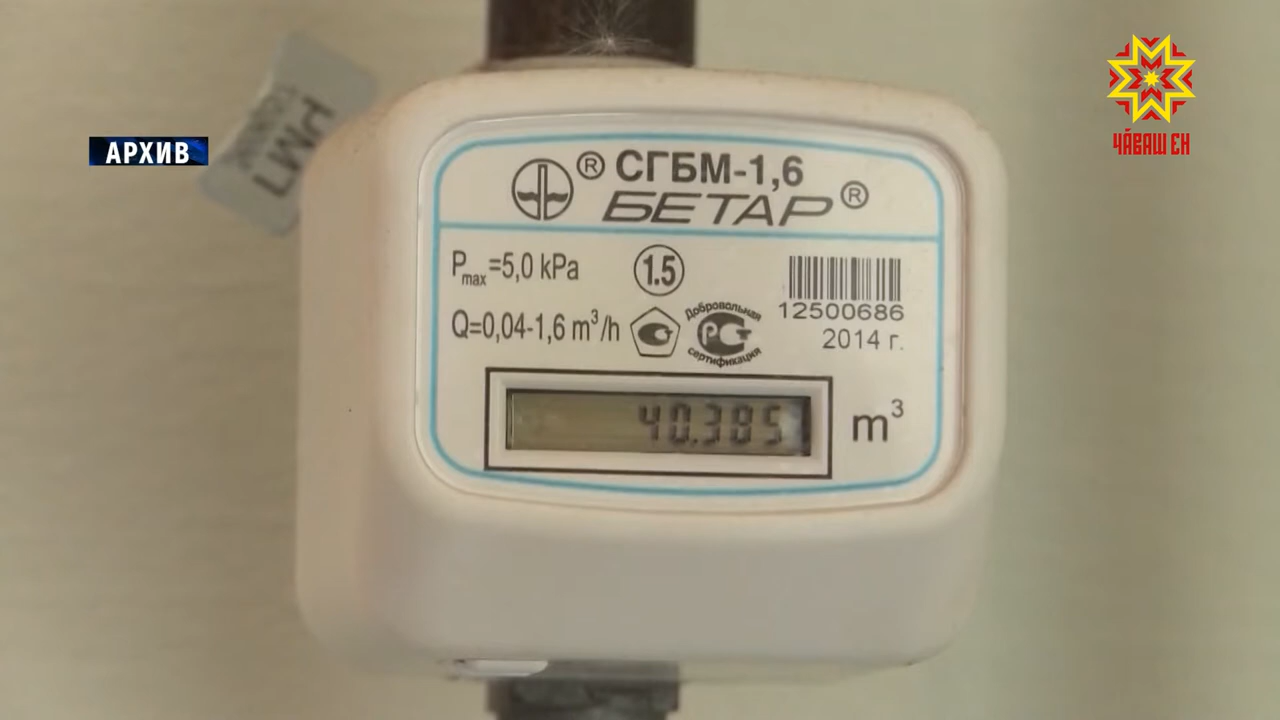 АРХИВ
ЧӐВАШ ЕН
® СГБМ-1,6
БЕТАР ®
Pmax=5,0 kPa
1.5
12500686
Q=0,04-1,6 m³/h
Добровольная
РСТ
сертификация
2014 г.
40.385
m³